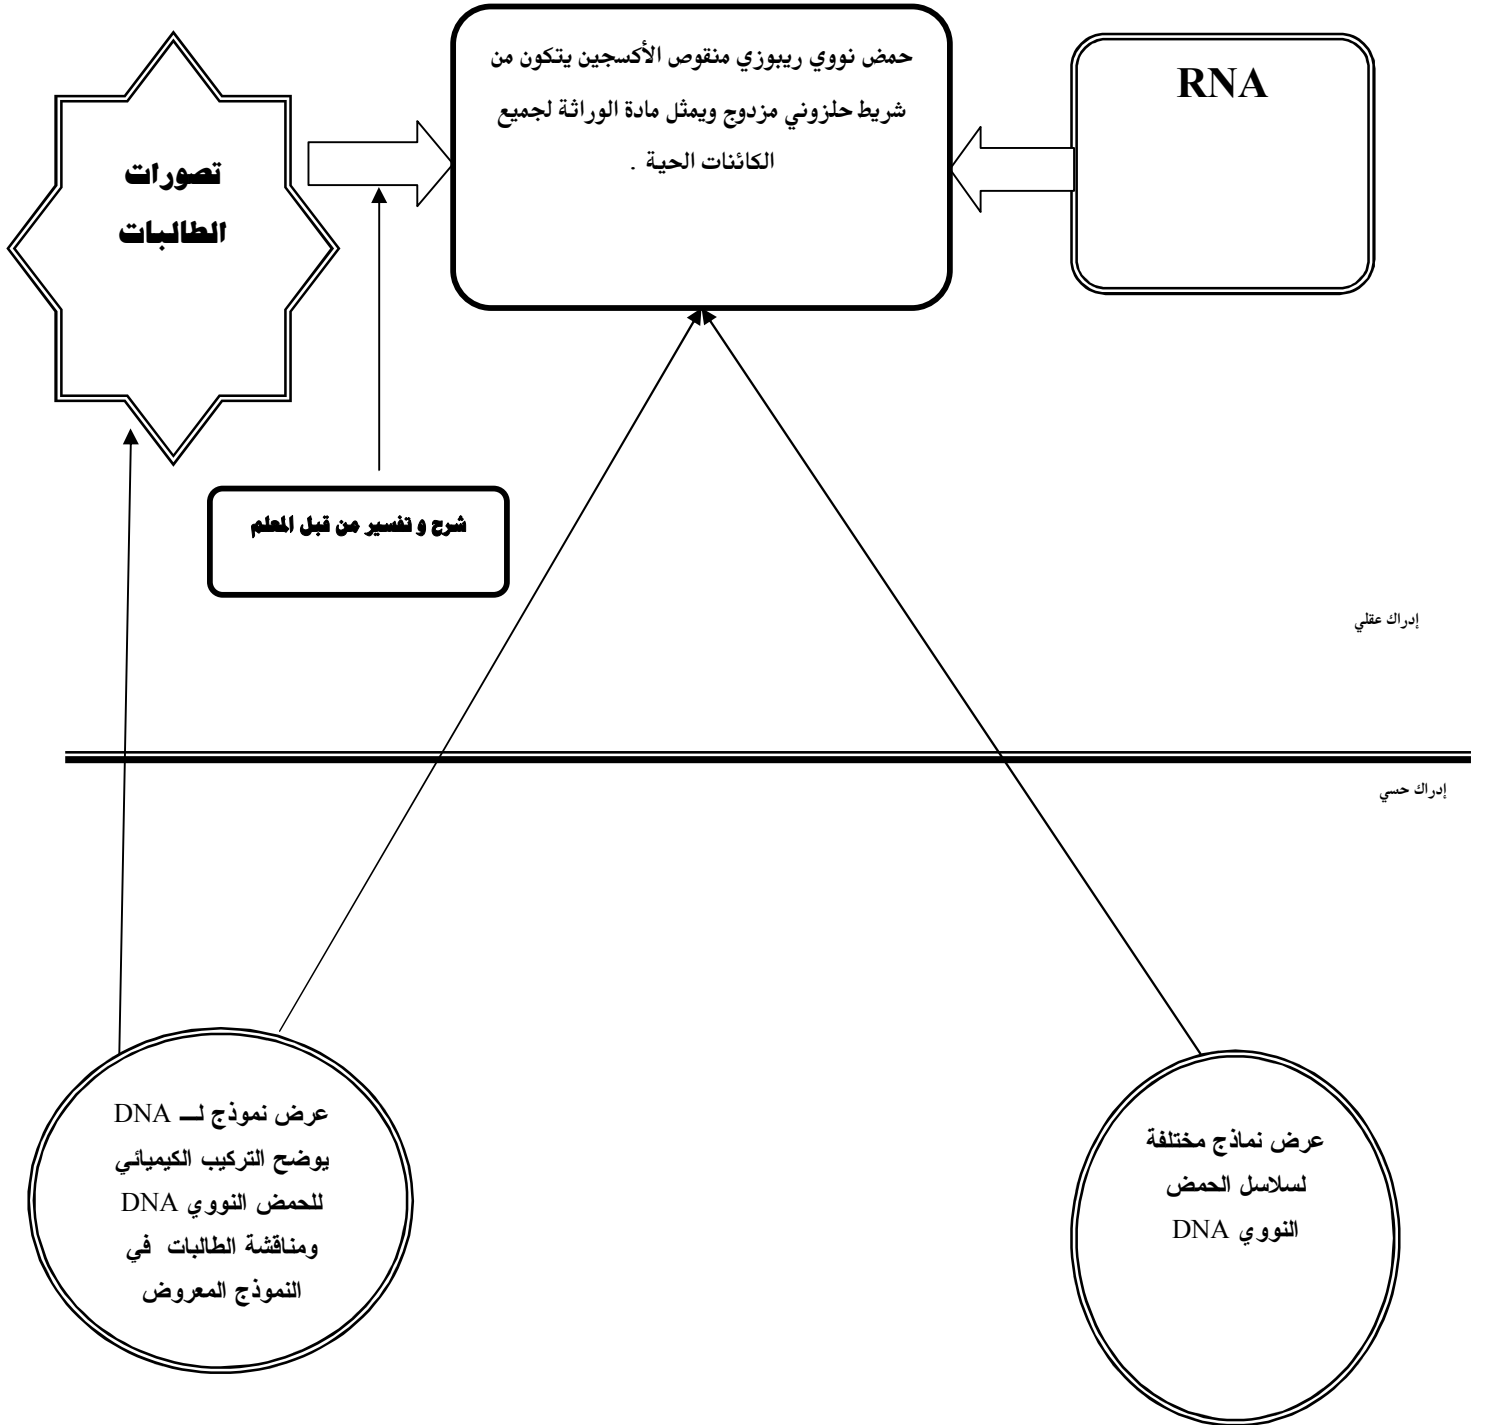 RNA
حمض نووي ريبوزي منقوص الأكسجين يتكون من
شريط حلزوني مزدوج ويمثل مادة الوراثة لجميع
الكائنات الحية .
تصورات
الطالبات
شرح و تفسير من قبل المعلم
إدراك عقلي
إدراك حسي
عرض نماذج مختلفة
لسلاسل الحمض
النووي DNA
عرض نموذج لــ DNA
يوضح التركيب الكيميائي
للحمض النووي DNA
ومناقشة الطالبات في
النموذج المعروض